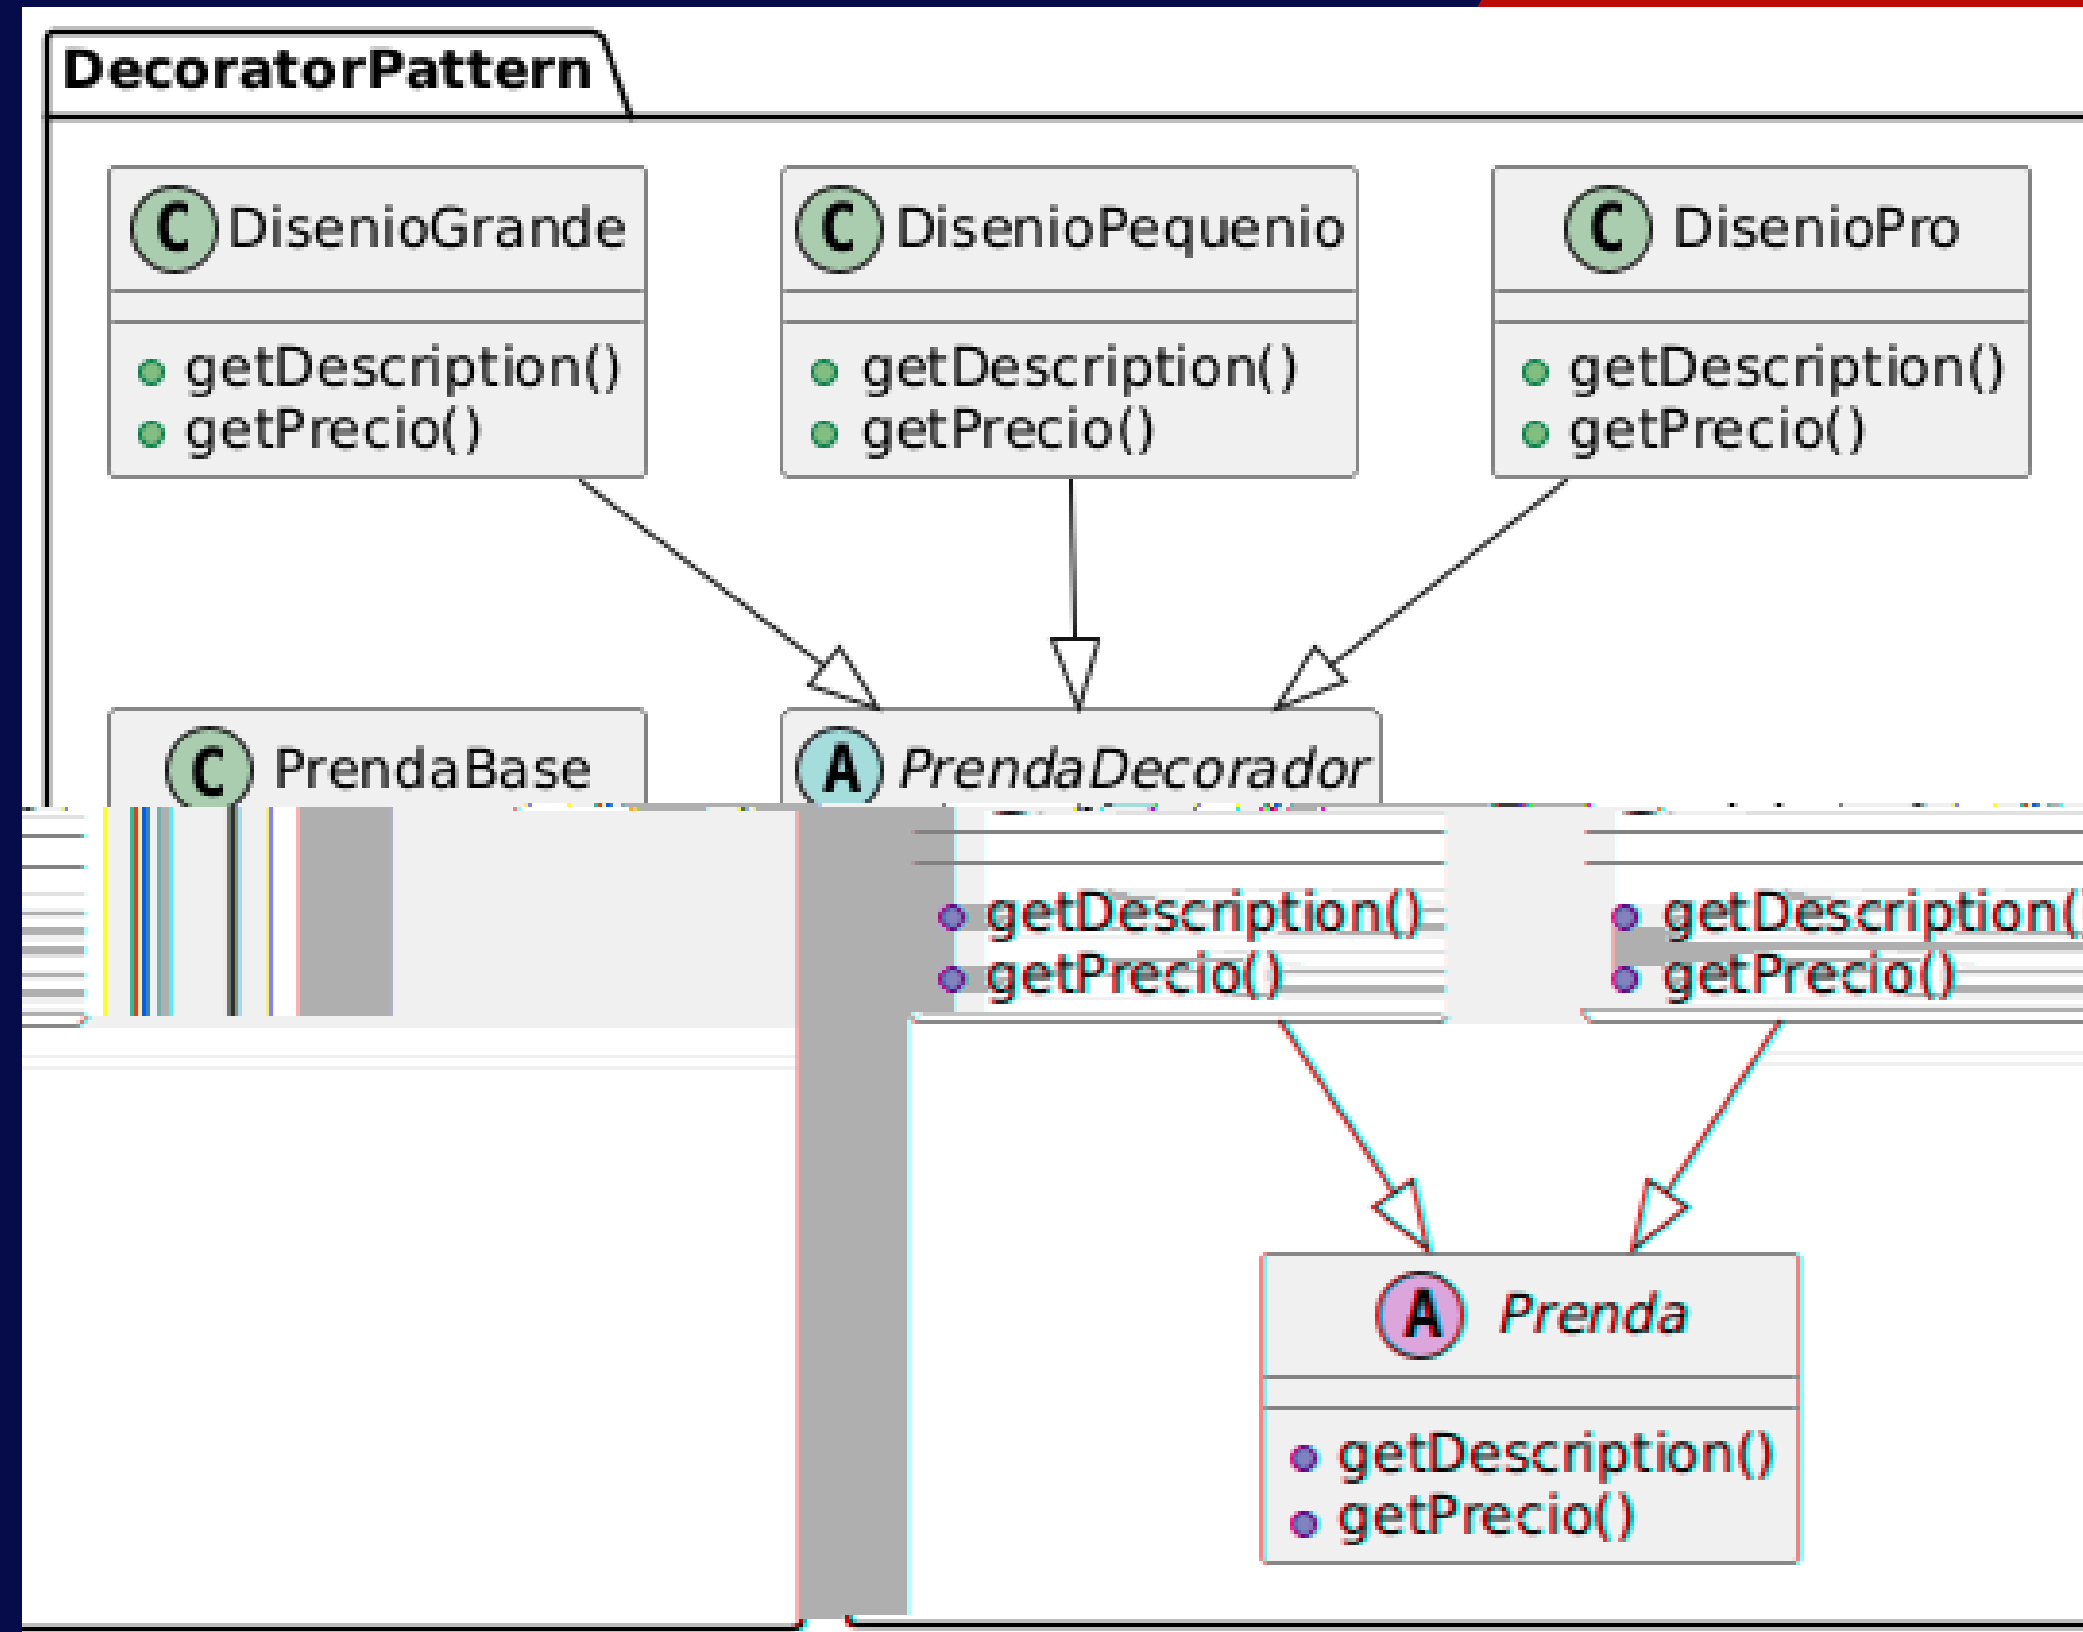 DecoratorPattern
C DisenioGrande
getDescription()
getPrecio()
C DisenioPequenio
getDescription()
getPrecio()
C DisenioPro
getDescription()
getPrecio()
C PrendaBase
A PrendaDecorador
getDescription()
getPrecio()
getDescription(
getPrecio()
A Prenda
getDescription()
getPrecio()